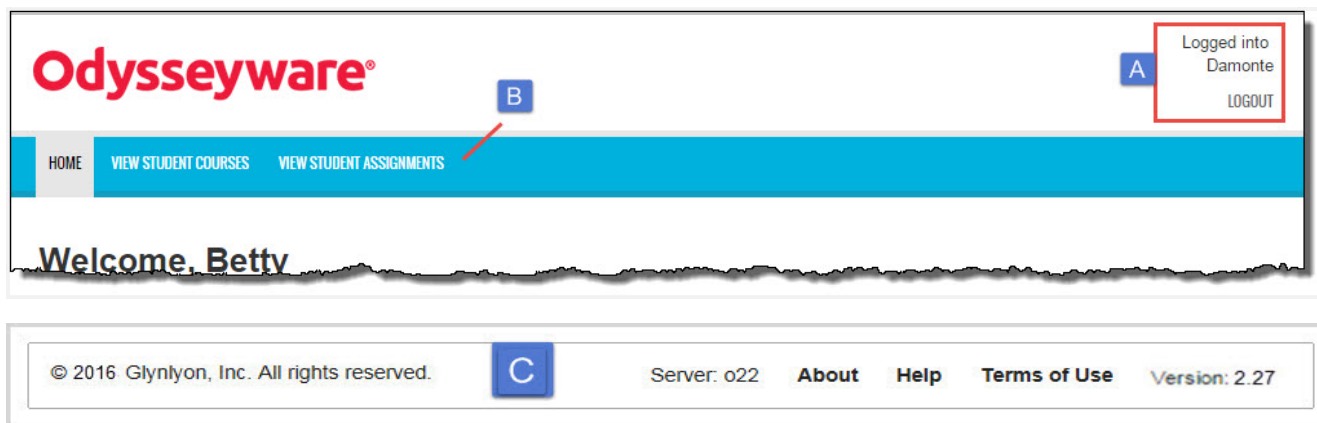 Odysseyware®
B
A
Logged into
Damonte
LOGOUT
HOME VIEW STUDENT COURSES VIEW STUDENT ASSIGNMENTS
Welcome, Betty
© 2016 Glynlyon, Inc. All rights reserved. C Server: o22 About Help Terms of Use Version: 2.27